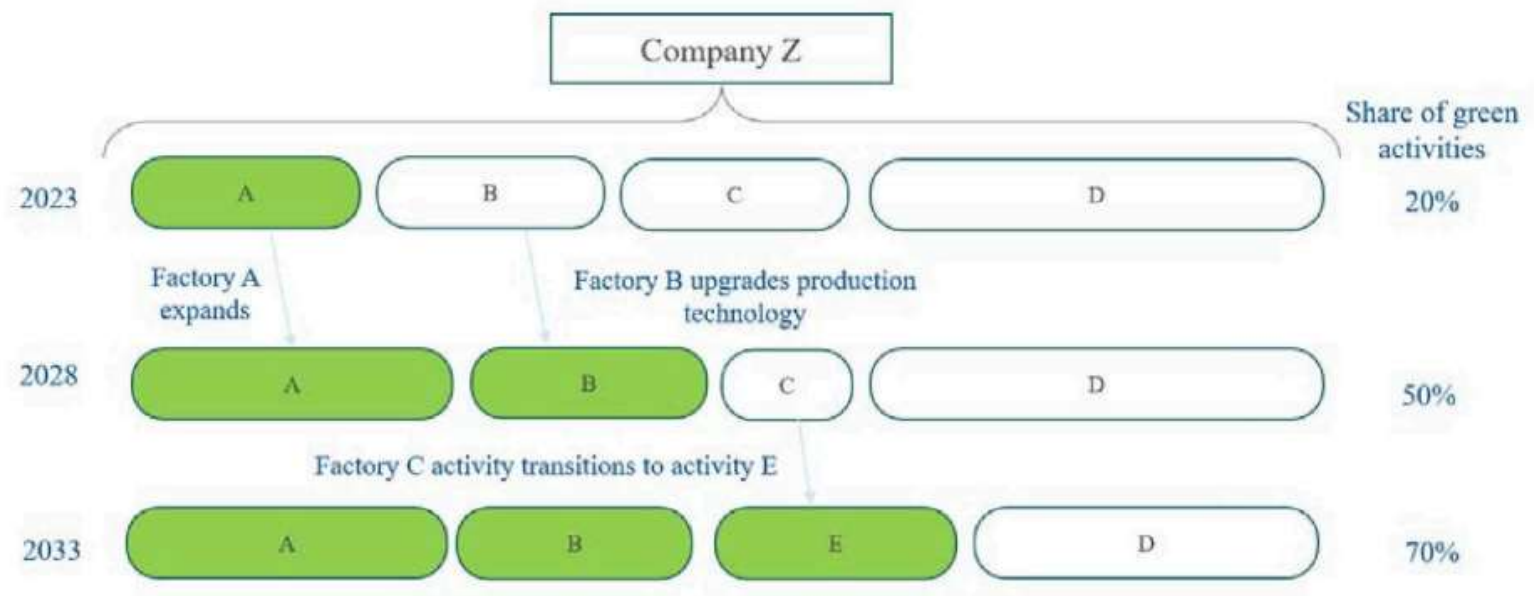 Company Z
Share of green
activities
2023
A
B
C
D
20%
Factory A
expands
Factory B upgrades production
technology
2028
A
B
C
D
50%
Factory C activity transitions to activity E
2033
A
B
E
D
70%